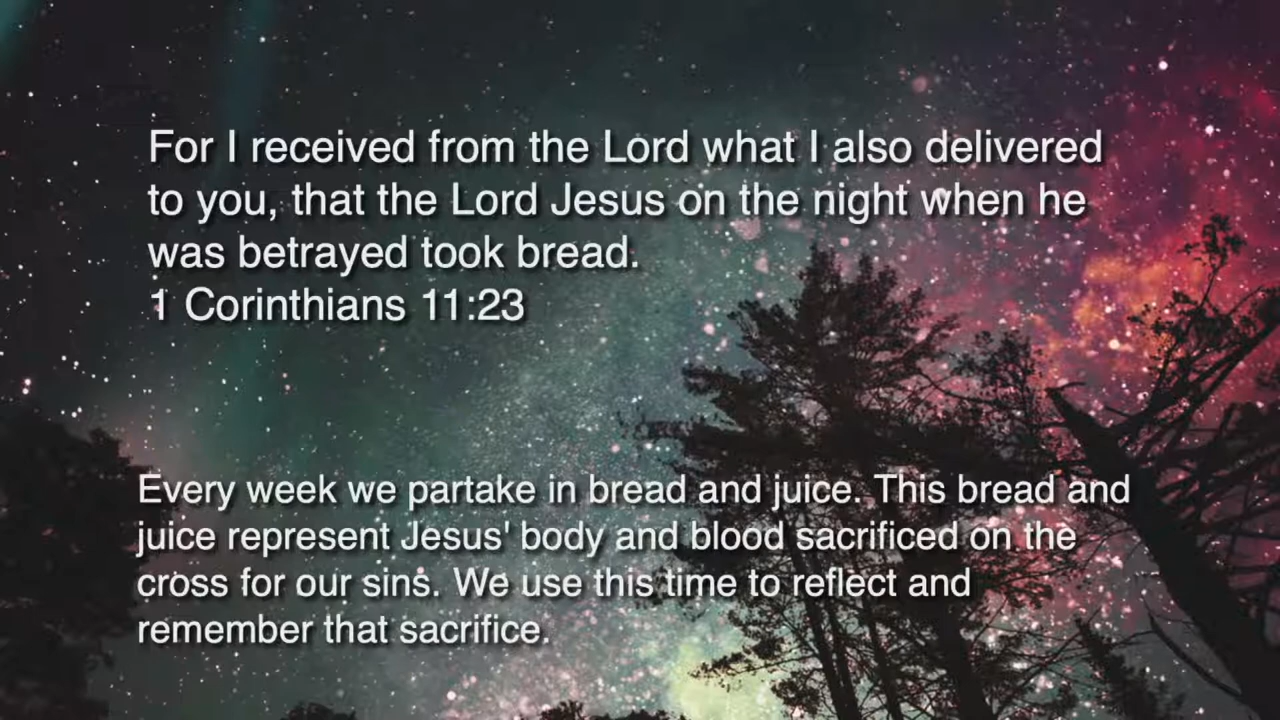 For I received from the Lord what I also delivered
to you, that the Lord Jesus on the night when he
was betrayed took bread.
1 Corinthians 11:23
Every week we partake in bread and juice. This bread and
juice represent Jesus' body and blood sacrificed on the
cross for our sins. We use this time to reflect and
remember that sacrifice.